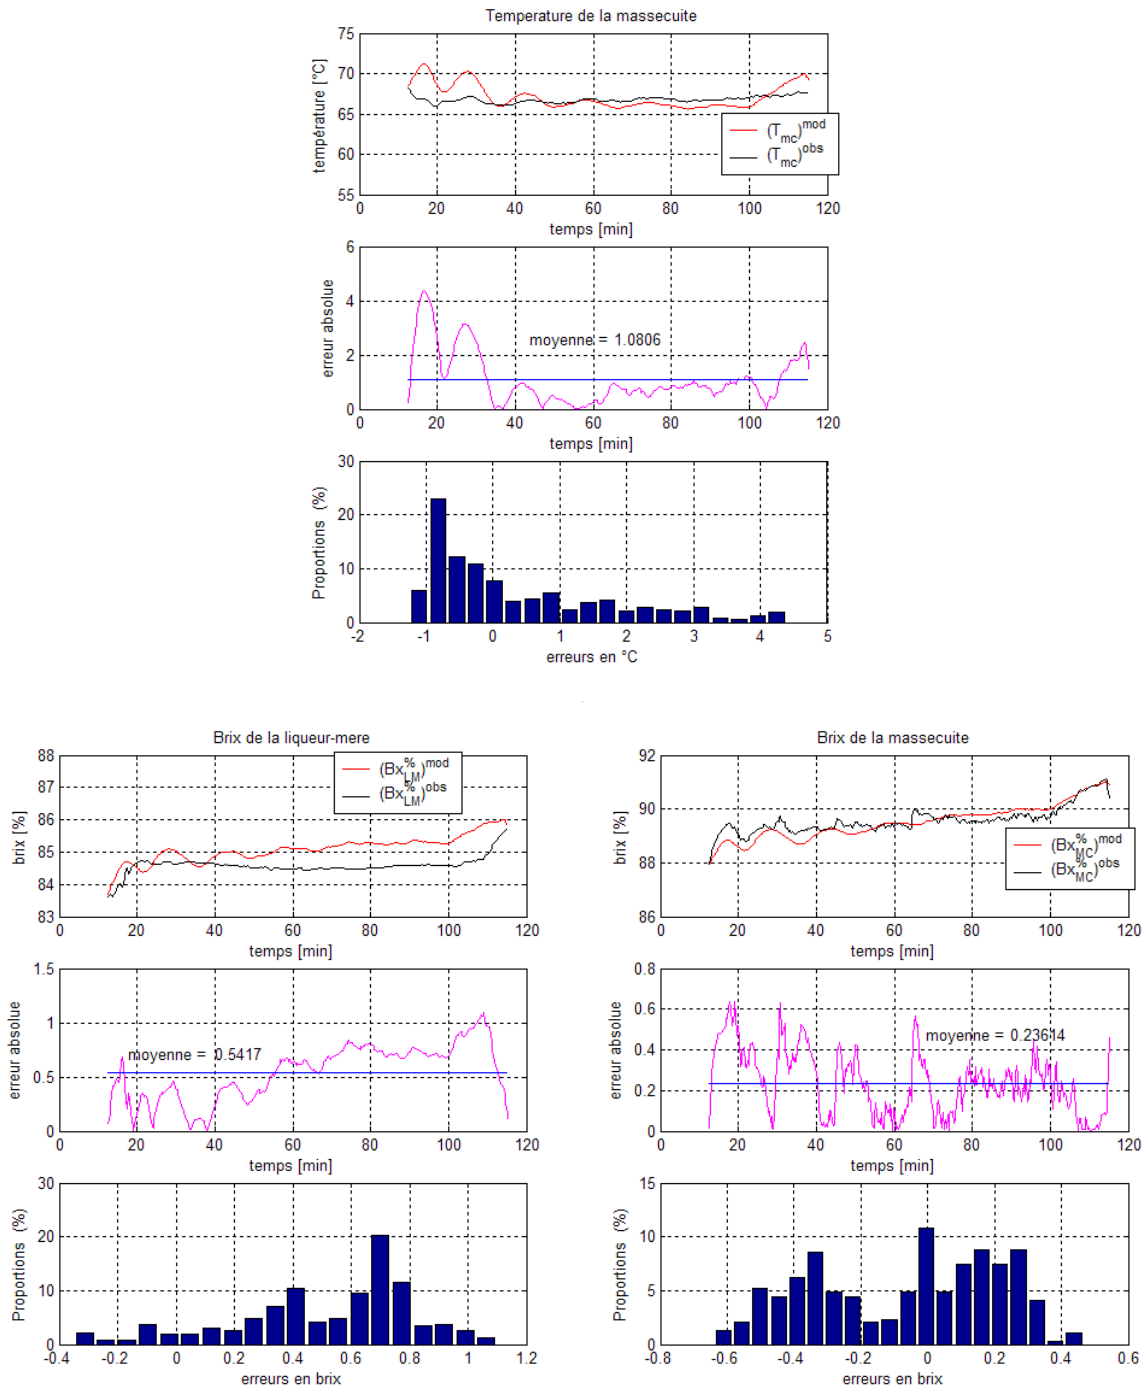 Temperature de la massecuite
75
70
65
60
55
température [°C]
(T_mc)^mod
(T_mc)^obs
0 20 40 60 80 100 120
temps [min]
6
4
2
0
erreur absolue
moyenne = 1.0806
0 20 40 60 80 100 120
temps [min]
30
20
10
0
Proportions (%)
-2 -1 0 1 2 3 4 5
erreurs en °C
Brix de la liqueur-mere
88
87
86
85
84
83
brix [%]
(Bx_LM^%)^mod
(Bx_LM^%)^obs
0 20 40 60 80 100 120
temps [min]
1.5
1
0.5
0
erreur absolue
moyenne = 0.5417
0 20 40 60 80 100 120
temps [min]
30
20
10
0
Proportions (%)
-0.4 -0.2 0 0.2 0.4 0.6 0.8 1 1.2
erreurs en brix
Brix de la massecuite
92
90
88
86
brix [%]
(Bx_MC^%)^mod
(Bx_MC^%)^obs
0 20 40 60 80 100 120
temps [min]
0.8
0.6
0.4
0.2
0
erreur absolue
moyenne = 0.23614
0 20 40 60 80 100 120
temps [min]
15
10
5
0
Proportions (%)
-0.8 -0.6 -0.4 -0.2 0 0.2 0.4 0.6
erreurs en brix